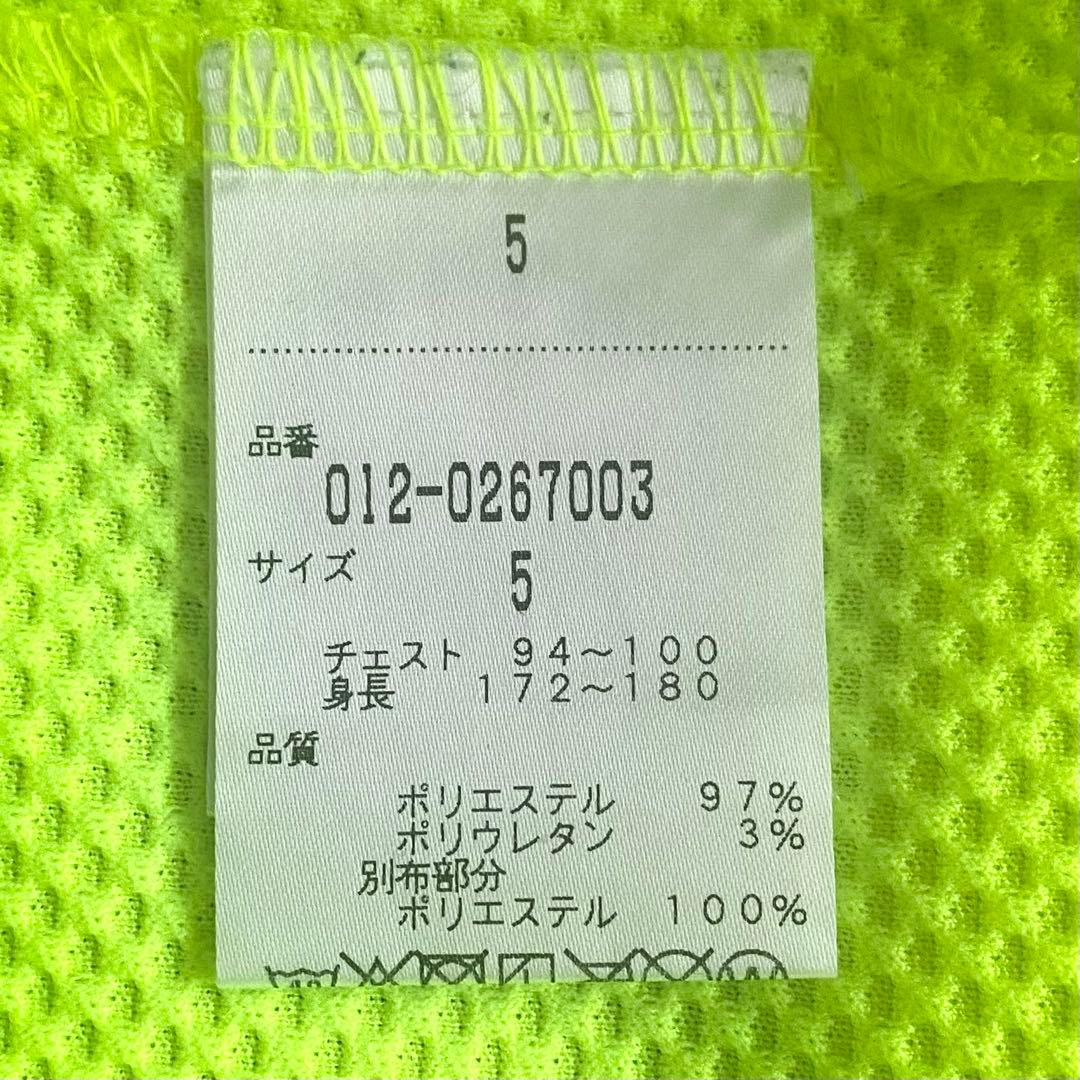 5
品番
012-0267003
サイズ 5
チェスト 94~100
身長 172~180
品質
ポリエステル 97%
ポリウレタン 3%
別布部分
ポリエステル 100%